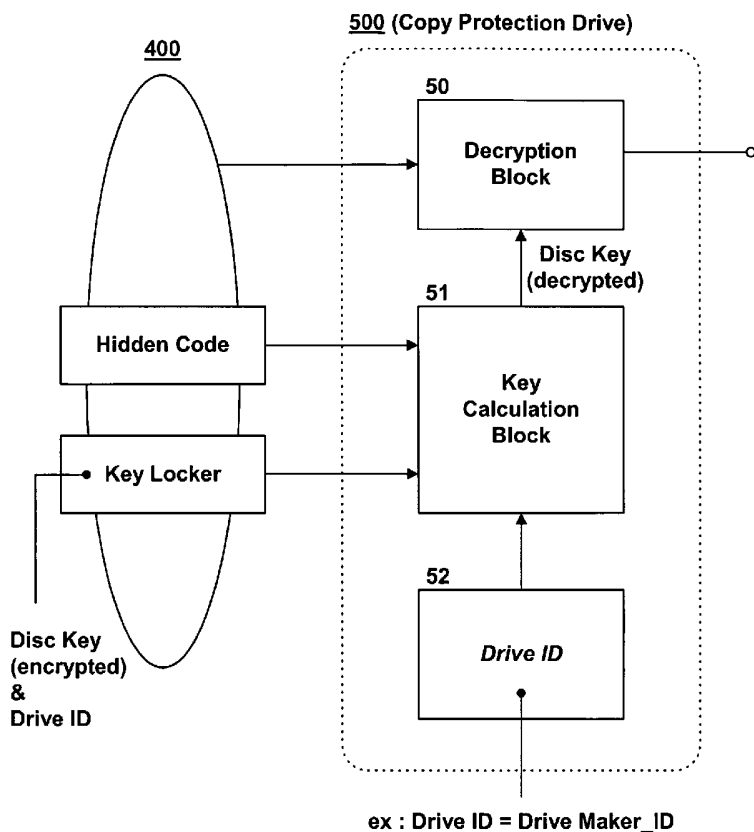 500 (Copy Protection Drive)
400
50
Decryption
Block
Disc Key
(decrypted)
51
Hidden Code
Key
Calculation
Block
Key Locker
52
Disc Key
(encrypted)
&
Drive ID
Drive ID
ex : Drive ID = Drive Maker_ID